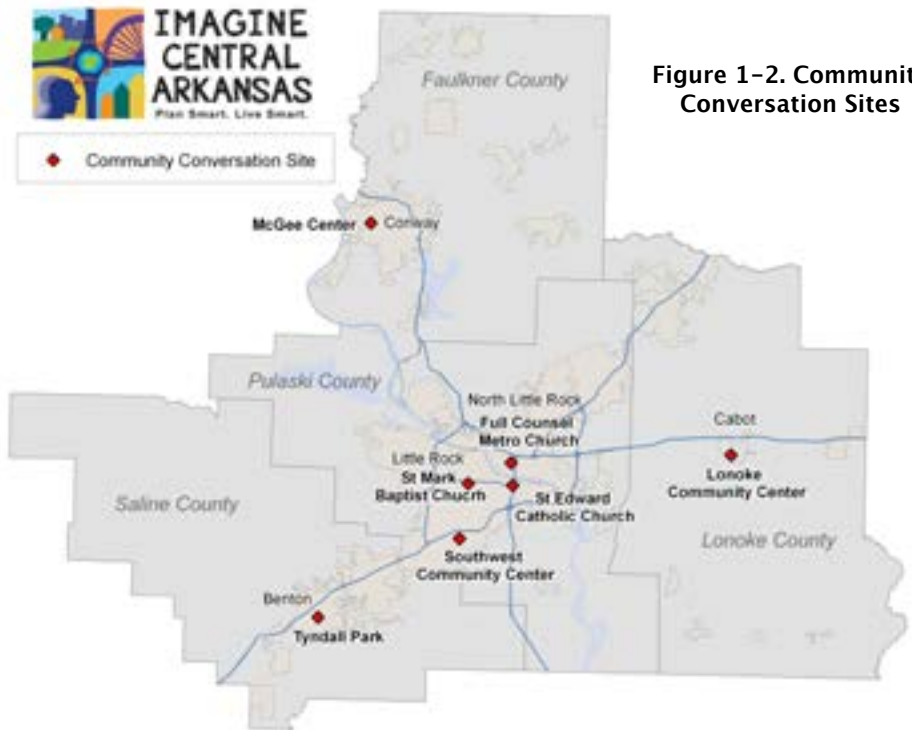 IMAGINE
CENTRAL
ARKANSAS
Plan Smart. Live Smart.
Figure 1-2. Communit
Conversation Sites
Community Conversation Site
Faulkner County
McGee Center
Conway
Pulaski County
North Little Rock
Full Counsel
Metro Church
Cabot
Little Rock
St Mark
Baptist Chucrh
St Edward
Catholic Church
Lonoke
Community Center
Saline County
Lonoke County
Southwest
Community Center
Benton
Tyndall Park